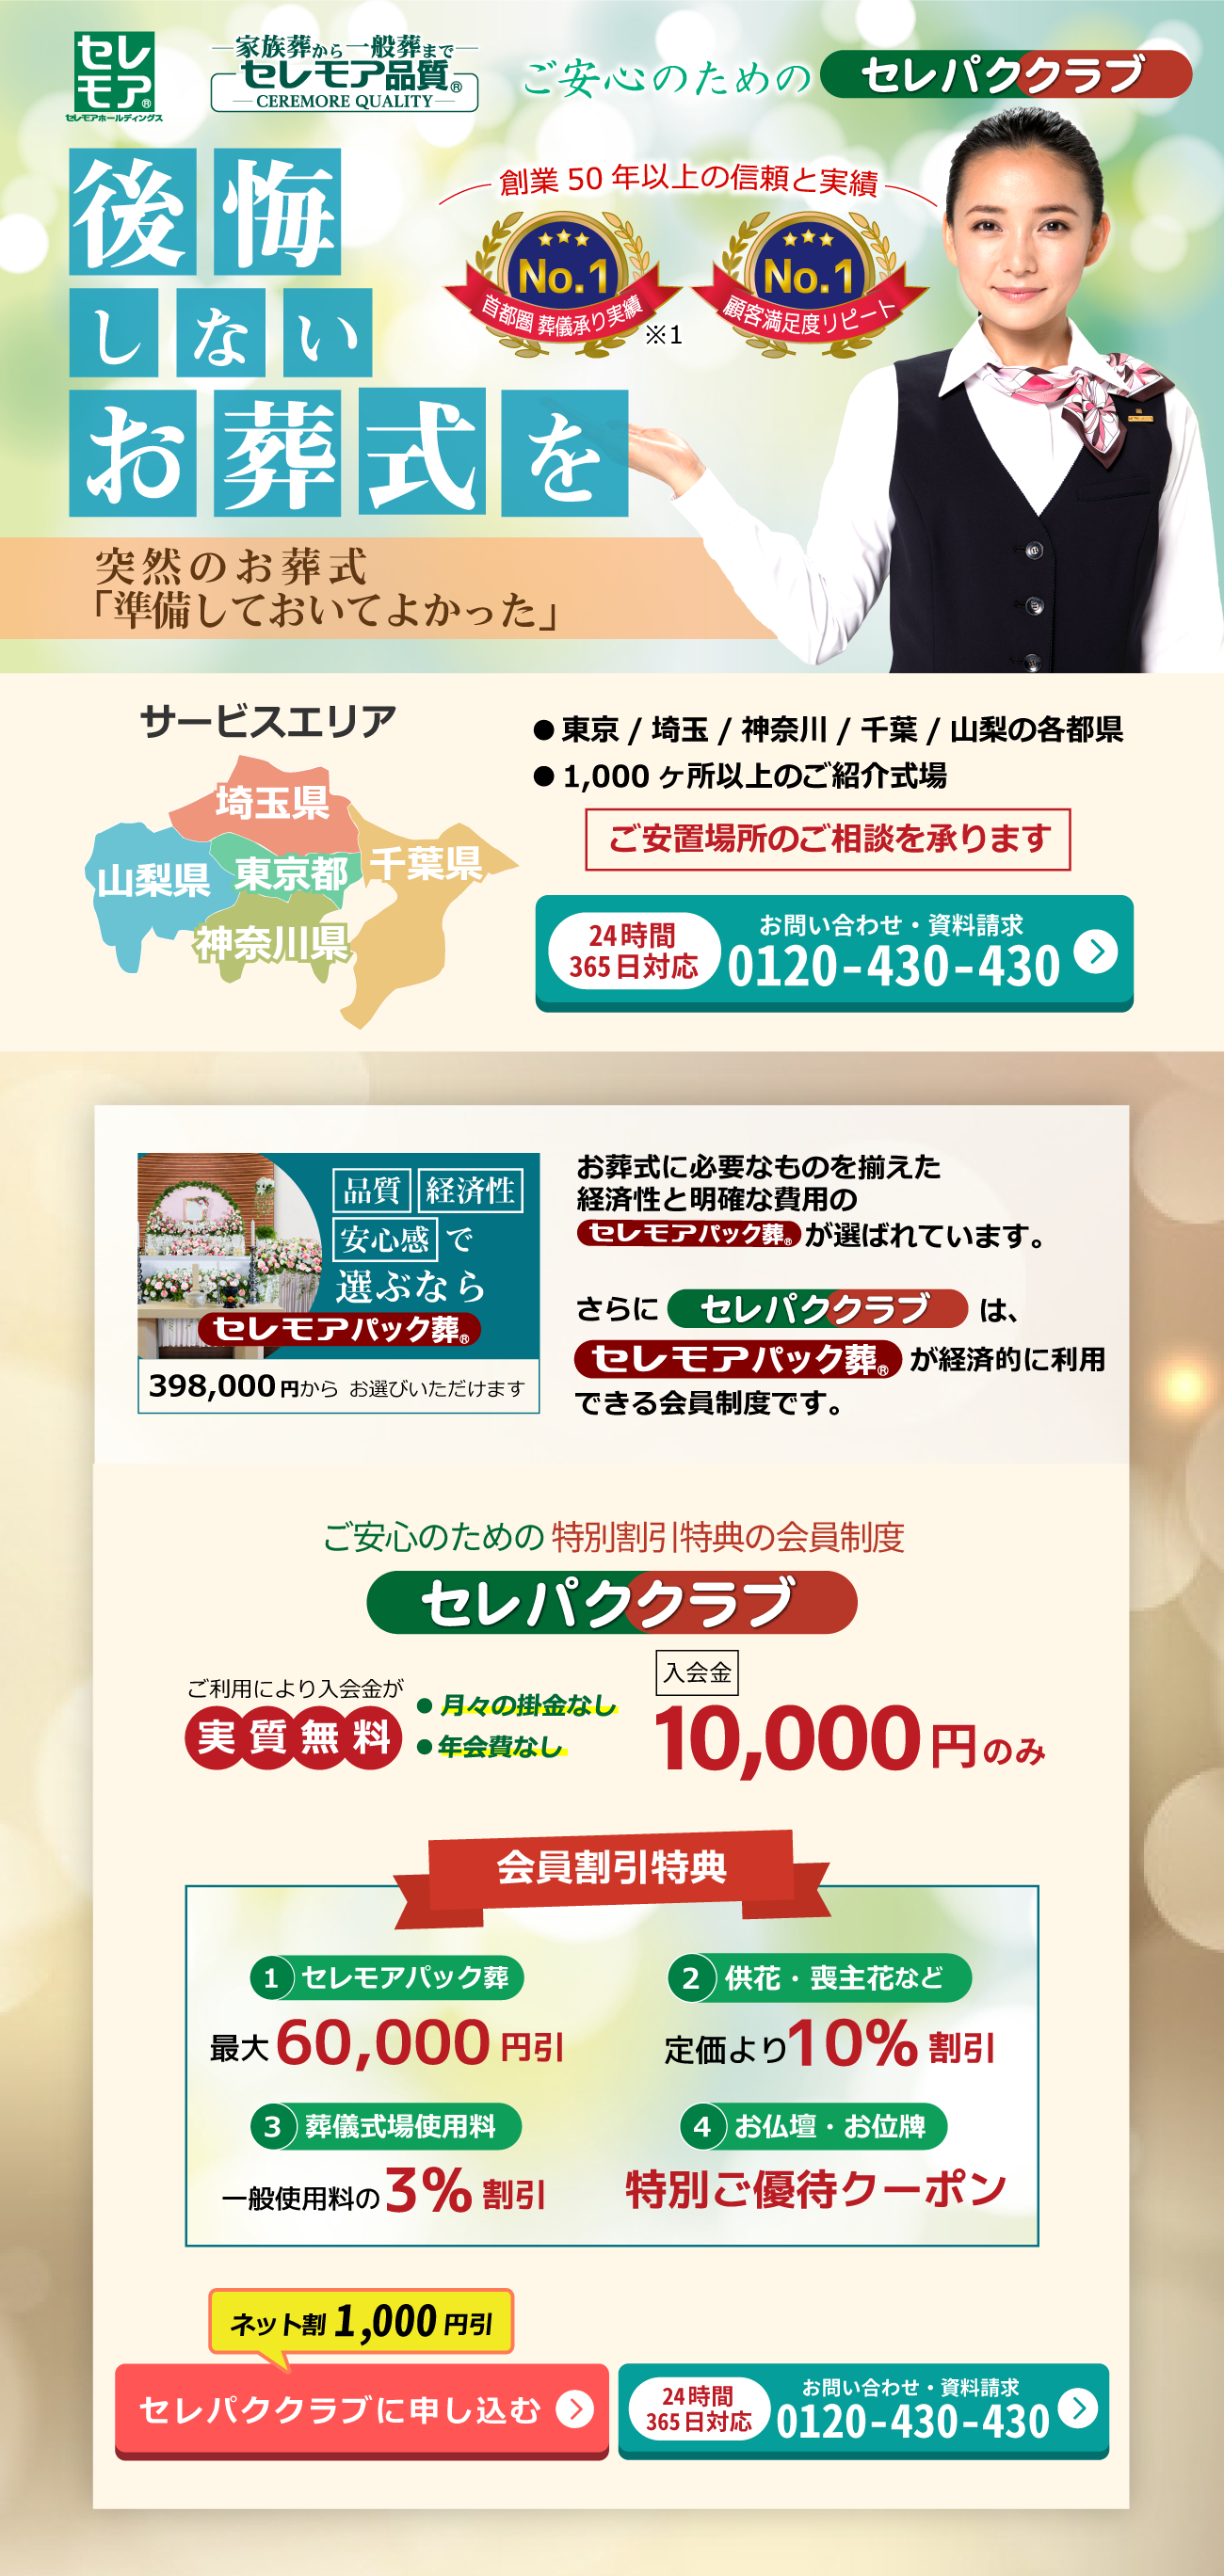 セレモア®
セレモアホールディングス
家族葬から一般葬まで
セレモア品質®
CEREMORE QUALITY
ご安心のための セレパククラブ
創業50年以上の信頼と実績
No.1
首都圏 葬儀承り実績
※1
No.1
顧客満足度リピート
後悔
しない
お葬式を
突然のお葬式
「準備しておいてよかった」
サービスエリア
埼玉県
山梨県
東京都
千葉県
神奈川県
● 東京 / 埼玉 / 神奈川 / 千葉 / 山梨の各都県
● 1,000 ヶ所以上のご紹介式場
ご安置場所のご相談を承ります
24時間
365日対応
お問い合わせ・資料請求
0120-430-430
品質 経済性
安心感 で
選ぶなら
セレモアパック葬®
398,000円から お選びいただけます
お葬式に必要なものを揃えた
経済性と明確な費用の
セレモアパック葬® が選ばれています。
さらに セレパククラブ は、
セレモアパック葬® が経済的に利用
できる会員制度です。
ご安心のための 特別割引特典の会員制度
セレパククラブ
ご利用により入会金が
実質無料
● 月々の掛金なし
● 年会費なし
入会金
10,000円のみ
会員割引特典
1 セレモアパック葬
最大60,000円引
2 供花・喪主花など
定価より10%割引
3 葬儀式場使用料
一般使用料の3%割引
4 お仏壇・お位牌
特別ご優待クーポン
ネット割 1,000円引
セレパククラブに申し込む
24時間
365日対応
お問い合わせ・資料請求
0120-430-430